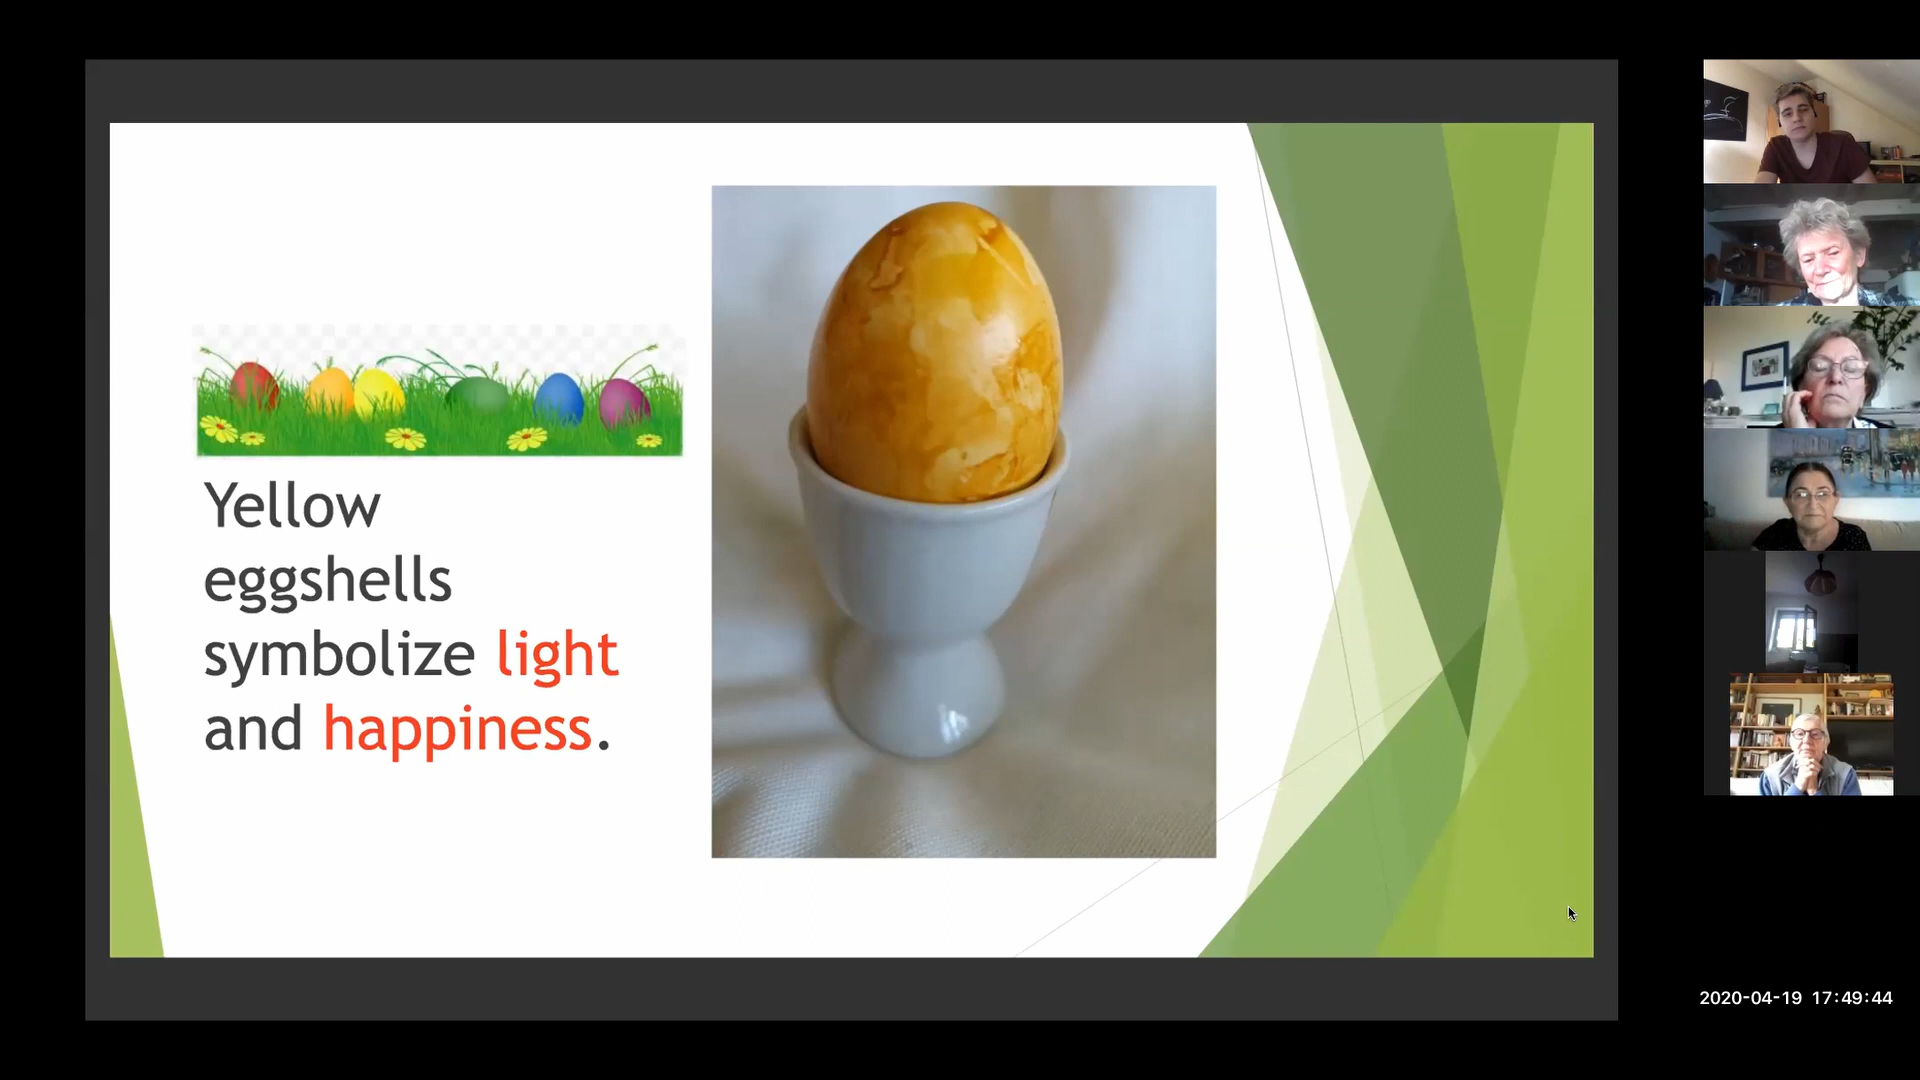 Yellow
eggshells
symbolize light
and happiness.
2020-04-19 17:49:44